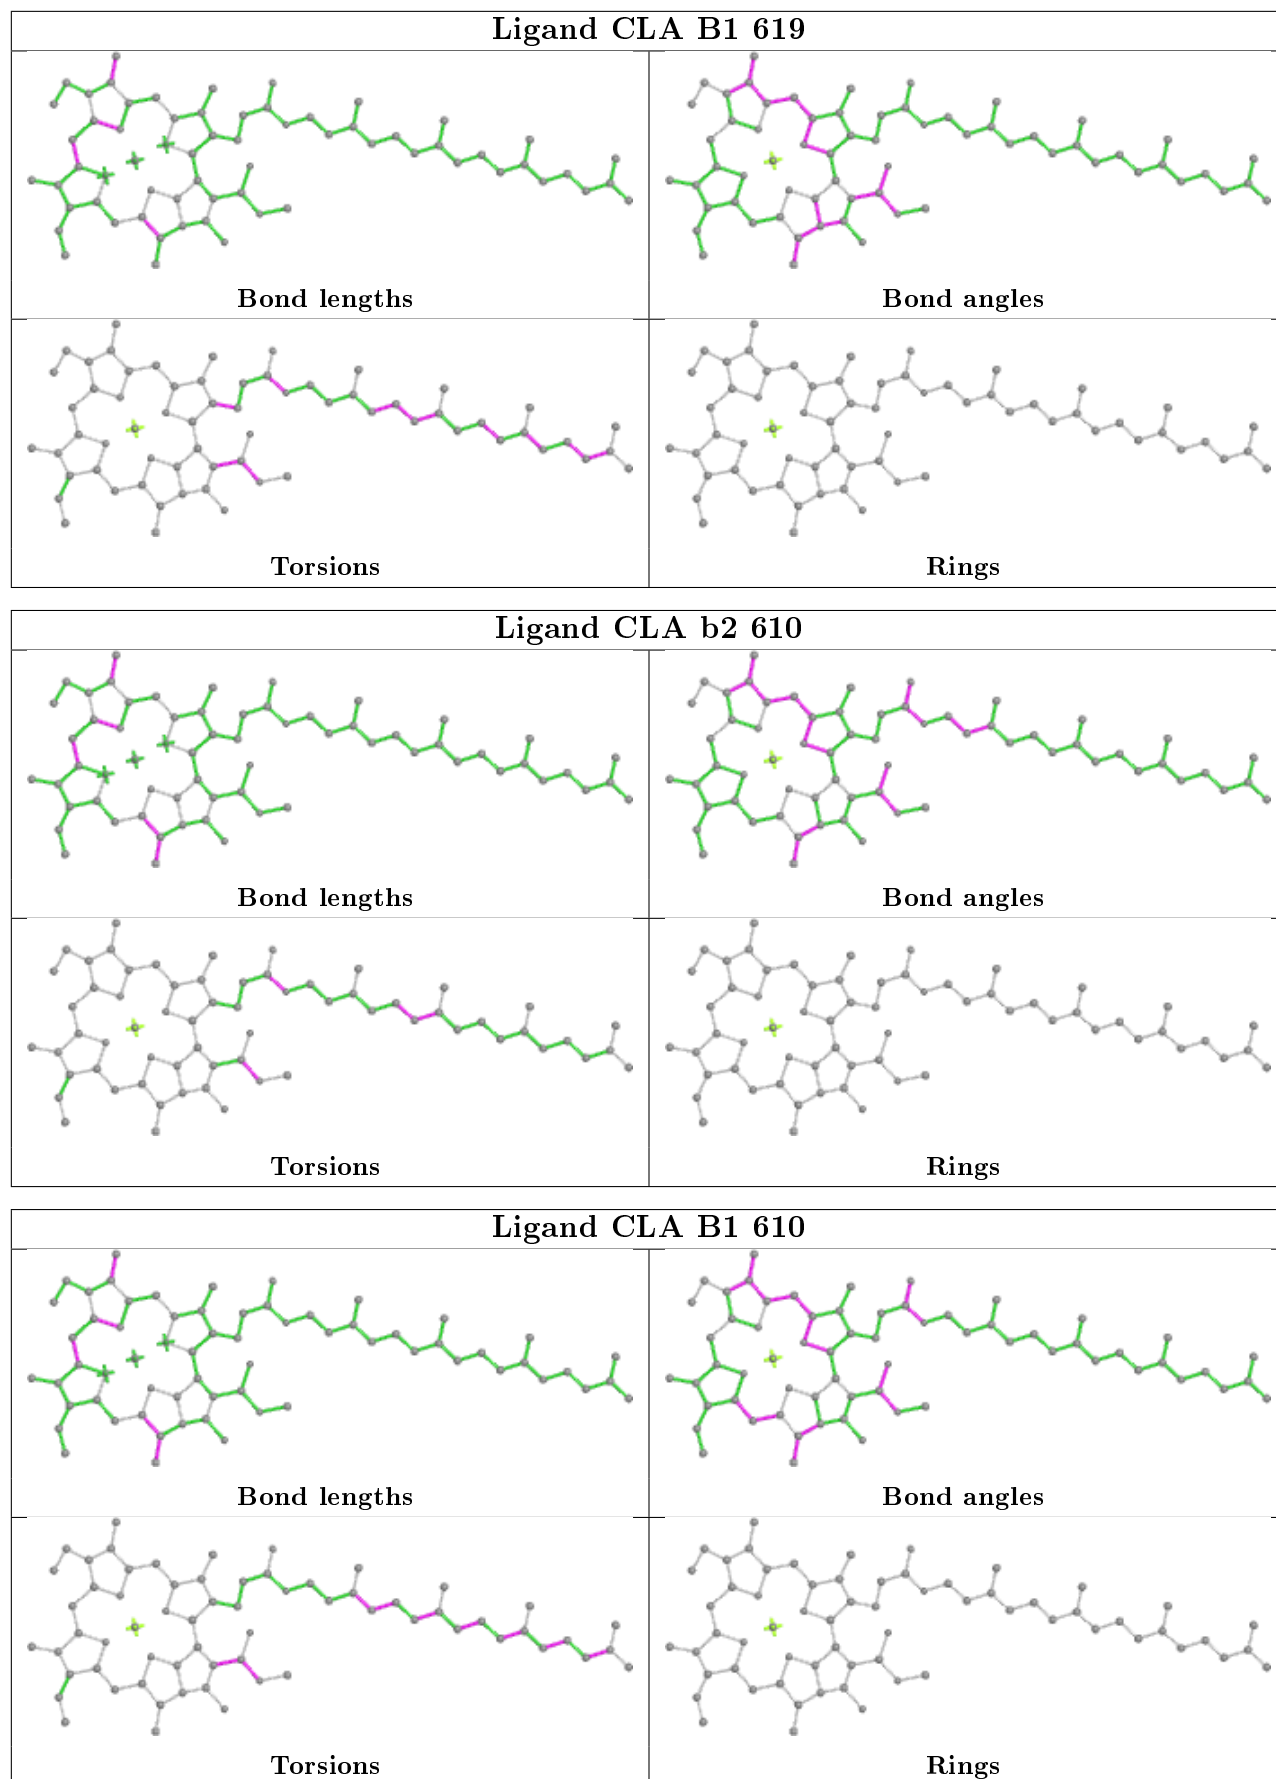 Ligand CLA B1 619
Bond lengths
Bond angles
Torsions
Rings
Ligand CLA b2 610
Bond lengths
Bond angles
Torsions
Rings
Ligand CLA B1 610
Bond lengths
Bond angles
Torsions
Rings